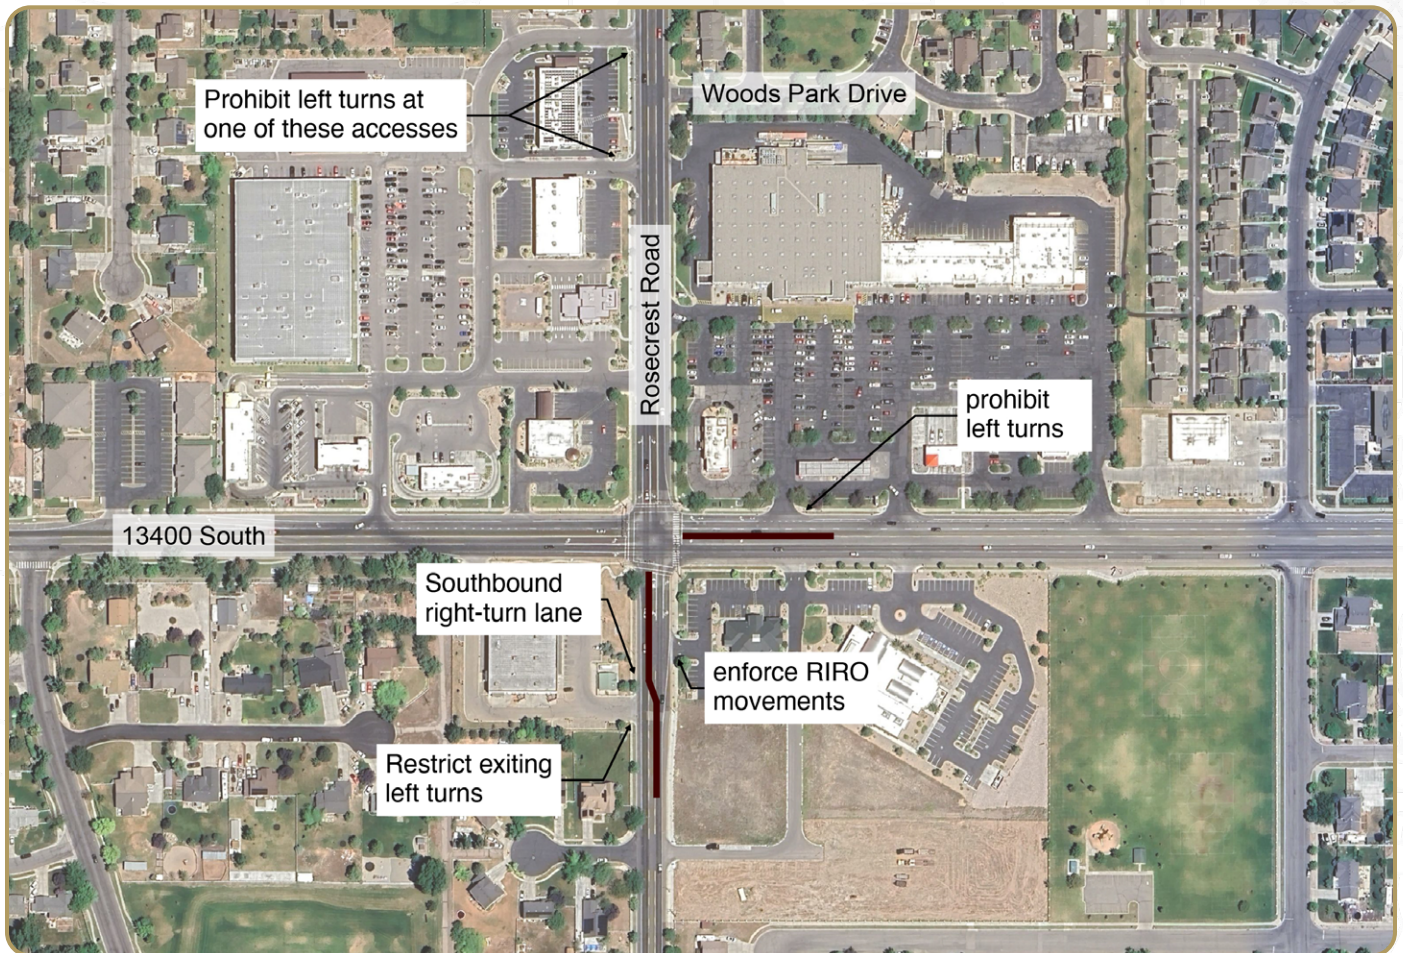 Prohibit left turns at
one of these accesses
Woods Park Drive
Rosecrest Road
prohibit
left turns
13400 South
Southbound
right-turn lane
enforce RIRO
movements
Restrict exiting
left turns